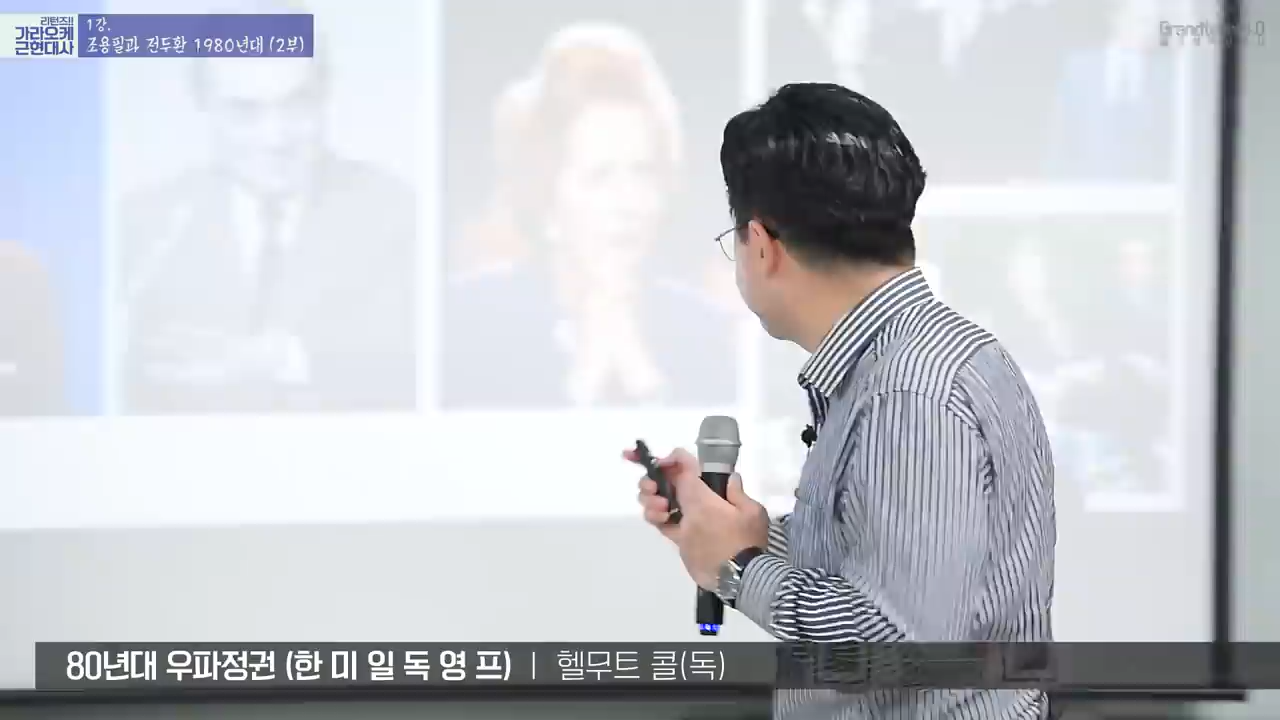 리턴즈!!
가라오케
근현대사
1강.
조용필과 전두환 1980년대 (2부)
80년대 우파정권 (한 미 일 독 영 프) | 헬무트 콜(독)